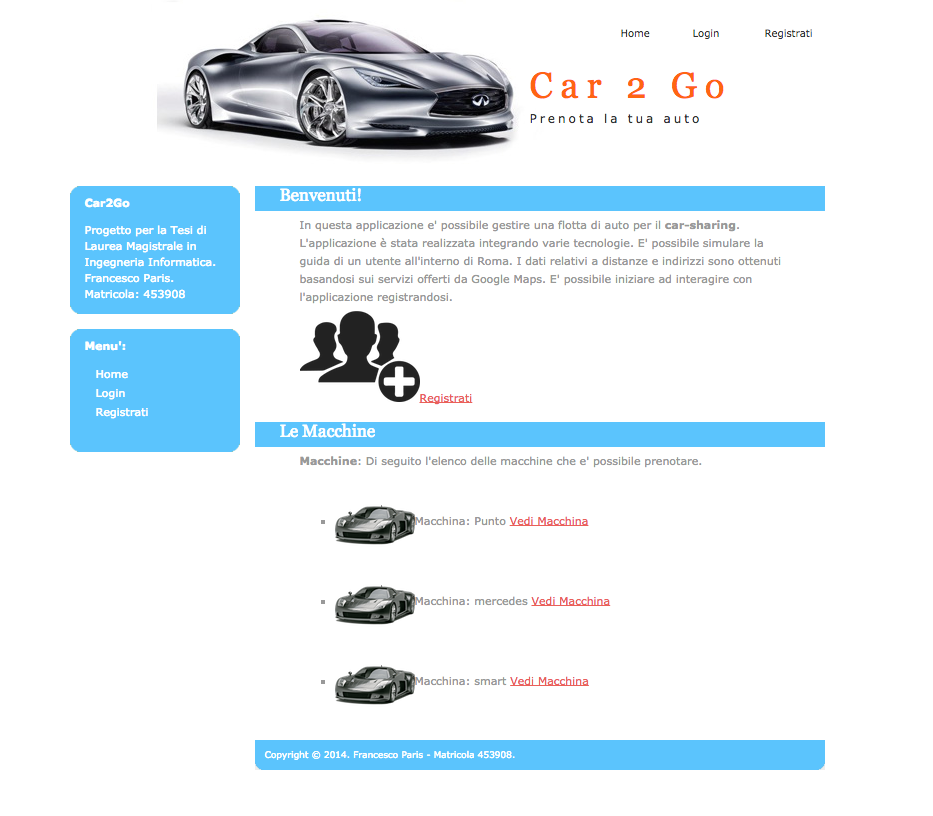 Home Login Registrati
Car 2 Go
Prenota la tua auto
Car2Go
Progetto per la Tesi di
Laurea Magistrale in
Ingegneria Informatica.
Francesco Paris.
Matricola: 453908
Menu':
Home
Login
Registrati
Benvenuti!
In questa applicazione e' possibile gestire una flotta di auto per il car-sharing.
L'applicazione è stata realizzata integrando varie tecnologie. E' possibile simulare la
guida di un utente all'interno di Roma. I dati relativi a distanze e indirizzi sono ottenuti
basandosi sui servizi offerti da Google Maps. E' possibile iniziare ad interagire con
l'applicazione registrandosi.
Registrati
Le Macchine
Macchine: Di seguito l'elenco delle macchine che e' possibile prenotare.
Macchina: Punto Vedi Macchina
Macchina: mercedes Vedi Macchina
Macchina: smart Vedi Macchina
Copyright © 2014. Francesco Paris - Matricola 453908.